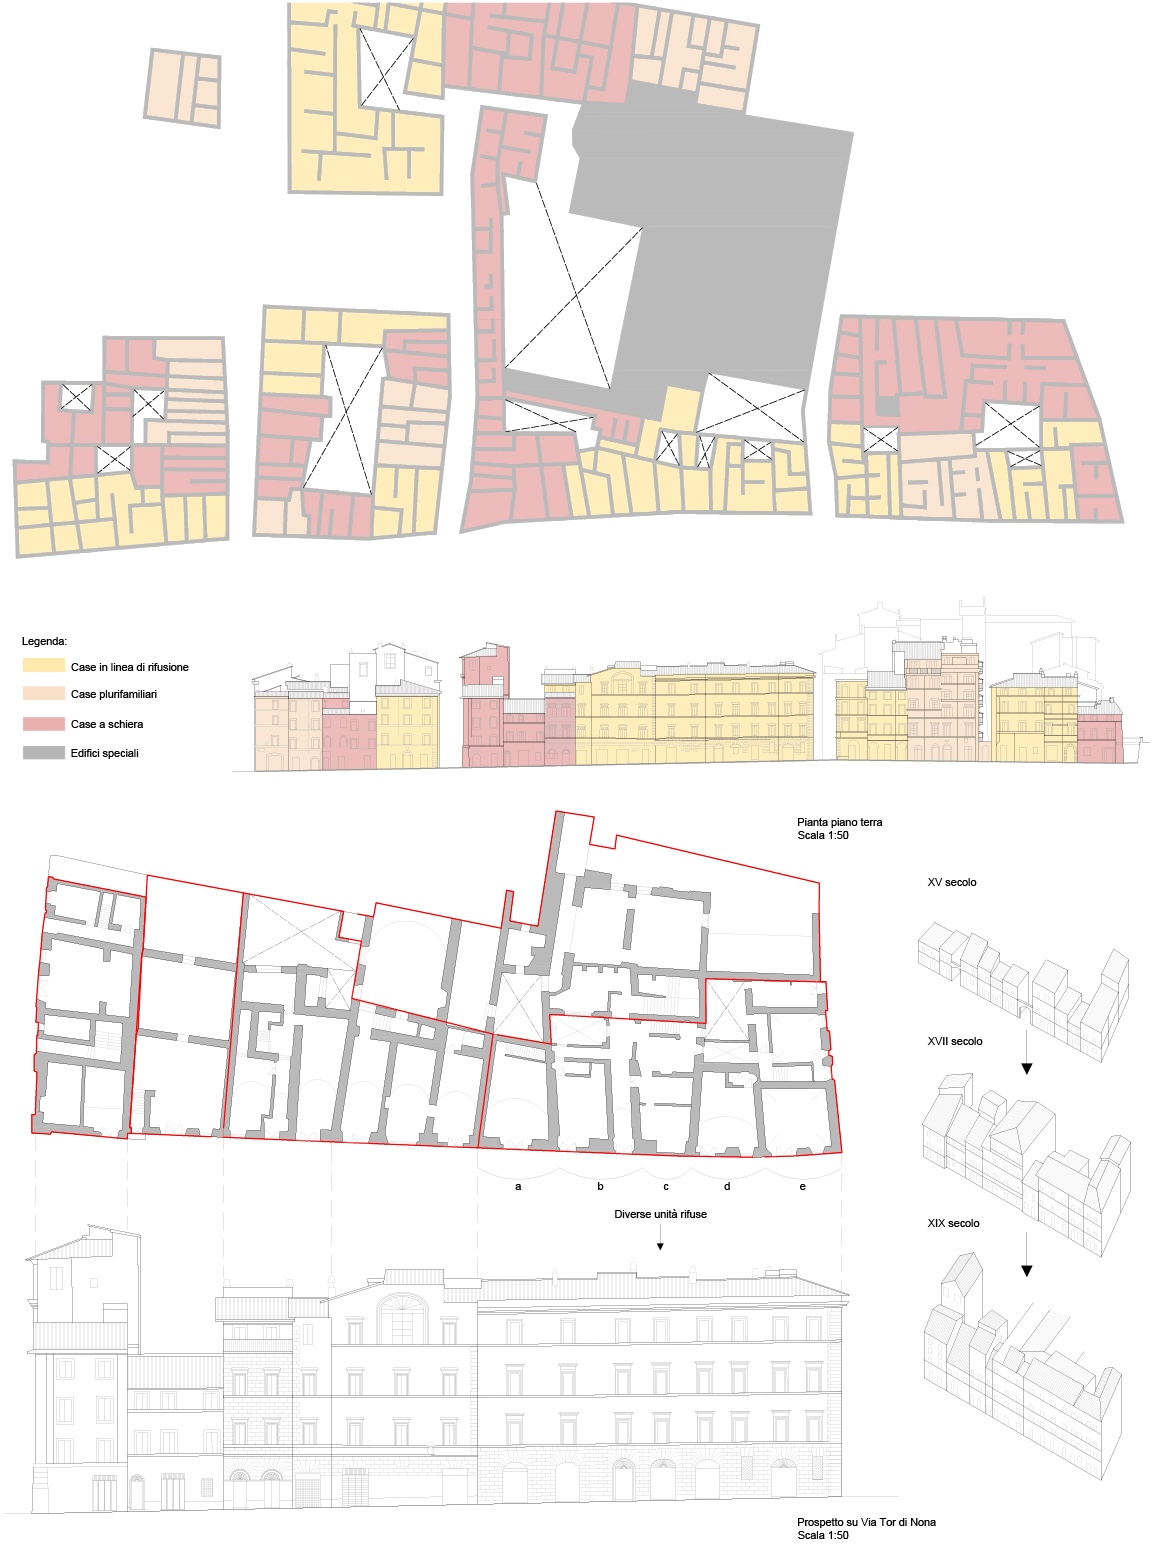 Legenda:
Case in linea di rifusione
Case plurifamiliari
Case a schiera
Edifici speciali
Pianta piano terra
Scala 1:50
XV secolo
XVII secolo
XIX secolo
a b c d e
Diverse unità rifuse
Prospetto su Via Tor di Nona
Scala 1:50